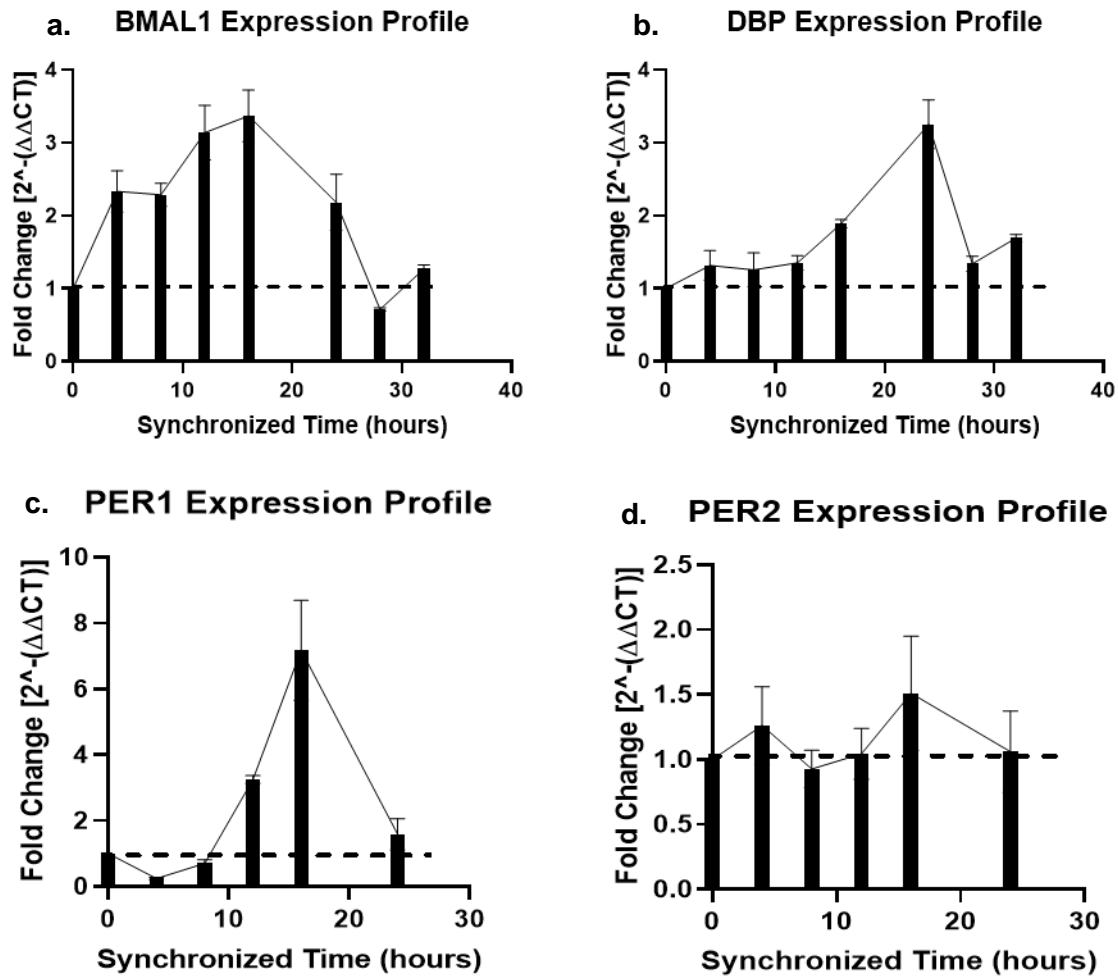 a. BMAL1 Expression Profile
Fold Change [2^-(ΔΔCT)]
4
3
2
1
0
0 10 20 30 40
Synchronized Time (hours)
b. DBP Expression Profile
Fold Change [2^-(ΔΔCT)]
4
3
2
1
0
0 10 20 30 40
Synchronized Time (hours)
c. PER1 Expression Profile
Fold Change [2^-(ΔΔCT)]
10
8
6
4
2
0
0 10 20 30
Synchronized Time (hours)
d. PER2 Expression Profile
Fold Change [2^-(ΔΔCT)]
2.5
2.0
1.5
1.0
0.5
0.0
0 10 20 30
Synchronized Time (hours)